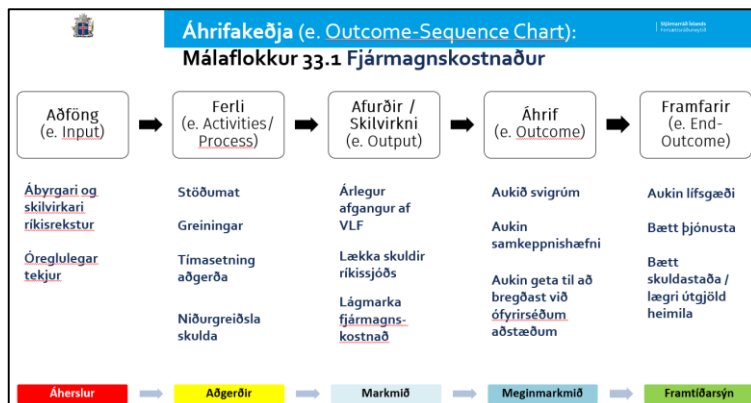 Áhrifakeðja (e. Outcome-Sequence Chart):
Málaflokkur 33.1 Fjármagnskostnaður
Stjórnarráð Íslands
Aðföng
(e. Input)
Ferli
(e. Activities/
Process)
Afurðir /
Skilvirkni
(e. Output)
Áhrif
(e. Outcome)
Framfarir
(e. End-
Outcome)
Ábyrgari og
skilvirkari
ríkisrekstur
Óreglulegar
tekjur
Stöðumat
Greiningar
Tímasetning
aðgerða
Niðurgreiðsla
skulda
Árlegur
afgangur af
VLF
Lækka skuldir
ríkissjóðs
Lágmarka
fjármagns-
kostnað
Aukið svigrúm
Aukin
samkeppnishæfni
Aukin geta til að
bregðast við
ófyrirséðum
aðstæðum
Aukin lífsgæði
Bætt þjónusta
Bætt
skuldastaða /
lægri útgjöld
heimila
Áherslur
Aðgerðir
Markmið
Meginmarkmið
Framtíðarsýn